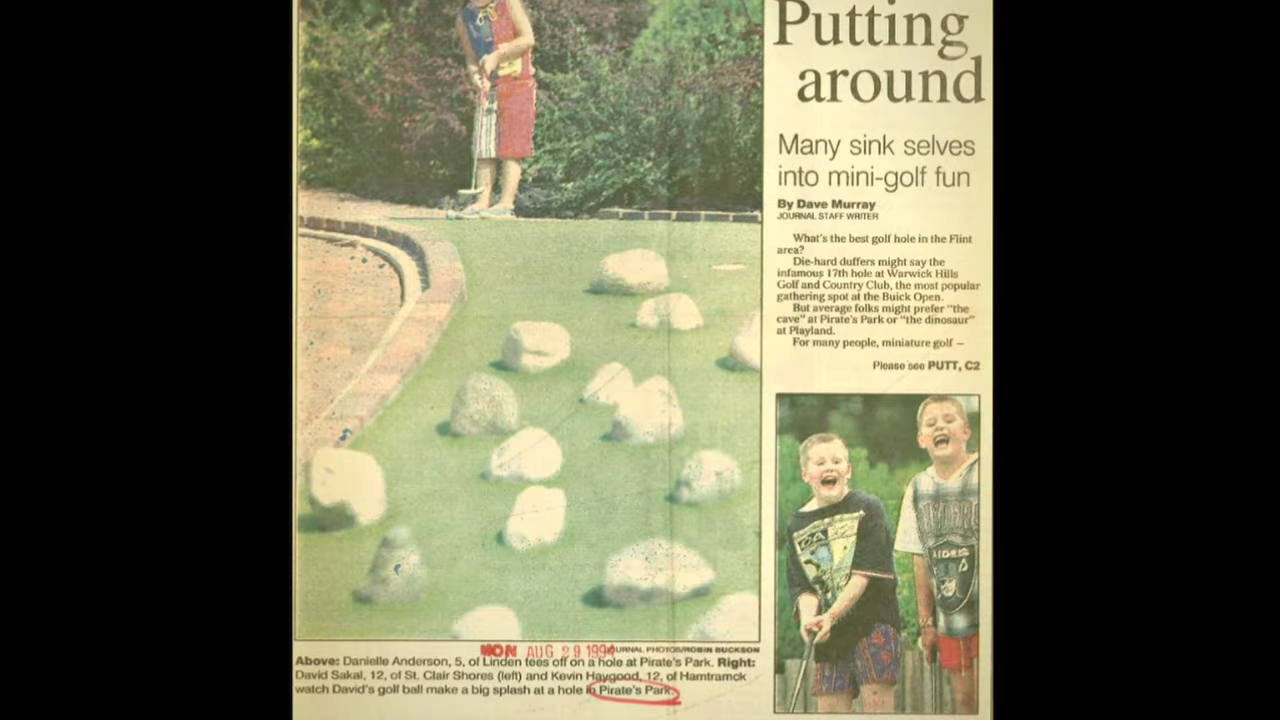 Putting
around
Many sink selves
into mini-golf fun
By Dave Murray
JOURNAL STAFF WRITER
What's the best golf hole in the Flint
area?
Die-hard duffers might say the
infamous 17th hole at Warwick Hills
Golf and Country Club, the most popular
gathering spot at the Buick Open.
But average folks might prefer "the
cave" at Pirate's Park or "the dinosaur"
at Playland.
For many people, miniature golf —
Please see PUTT, C2
MON AUG 29 1994
JOURNAL PHOTOS/ROBIN BUCKSON
Above: Danielle Anderson, 5, of Linden tees off on a hole at Pirate's Park. Right:
David Sakal, 12, of St. Clair Shores (left) and Kevin Haygood, 12, of Hamtramck
watch David's golf ball make a big splash at a hole in Pirate's Park.